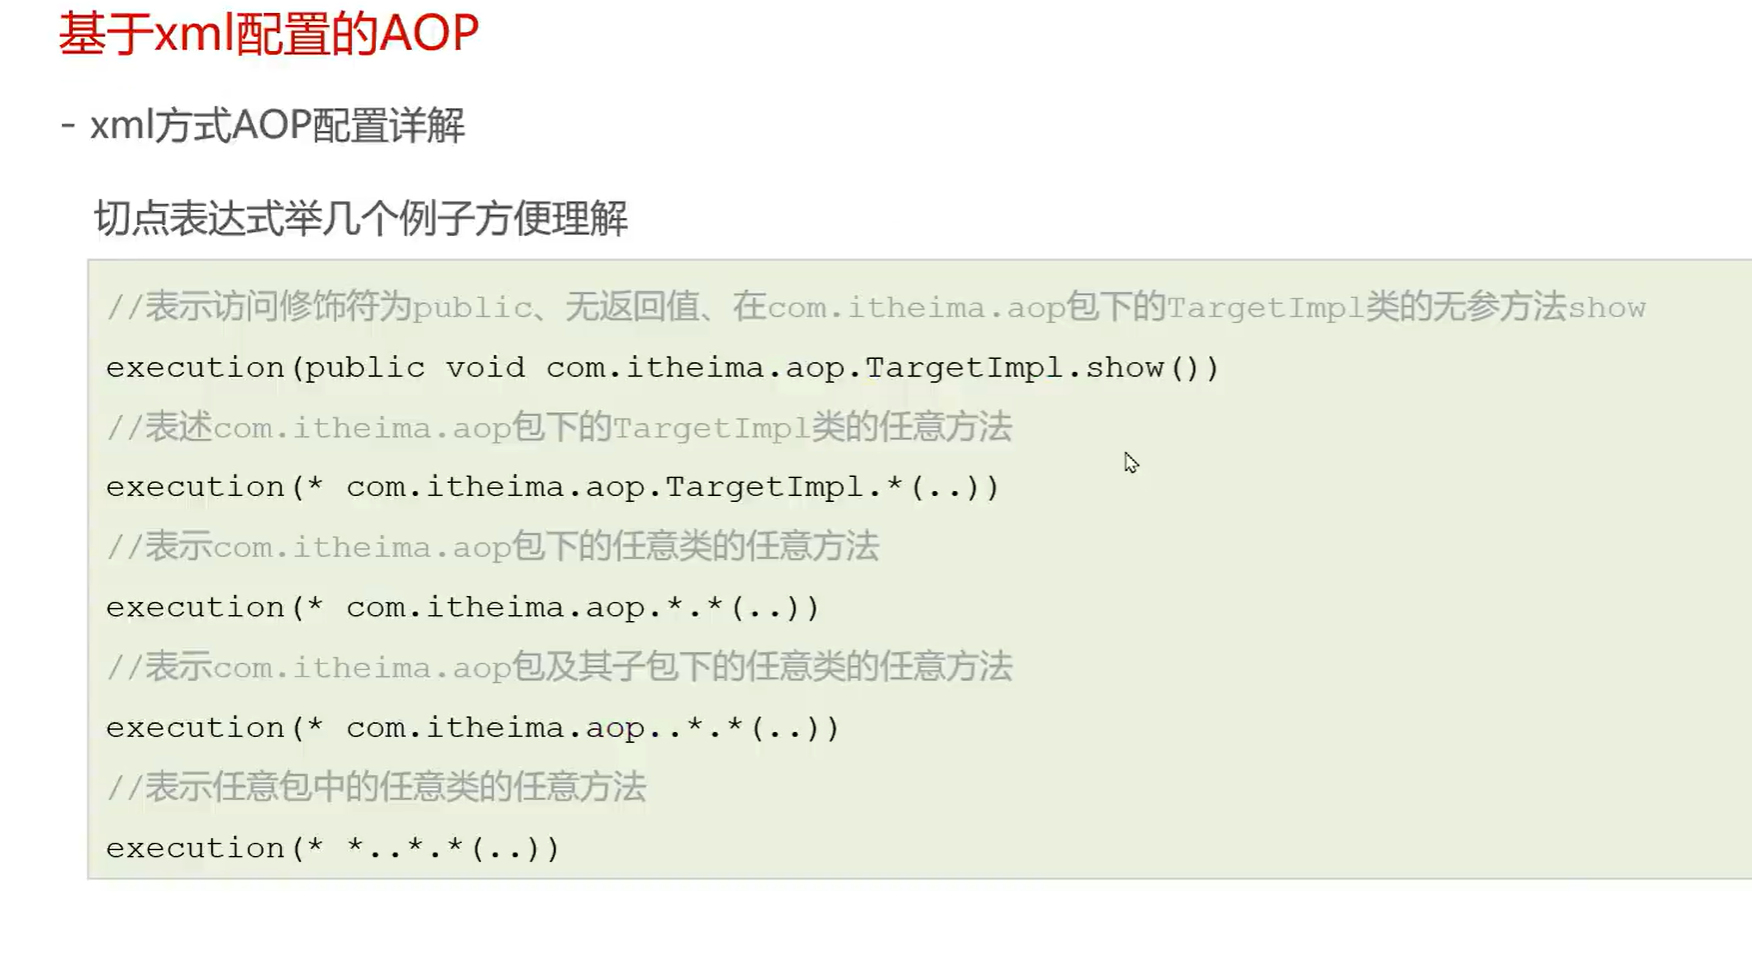 基于xml配置的AOP
- xml方式AOP配置详解
切点表达式举几个例子方便理解
//表示访问修饰符为public、无返回值、在com.itheima.aop包下的TargetImpl类的无参方法show
execution(public void com.itheima.aop.TargetImpl.show())
//表述com.itheima.aop包下的TargetImpl类的任意方法
execution(* com.itheima.aop.TargetImpl.*(..))
//表示com.itheima.aop包下的任意类的任意方法
execution(* com.itheima.aop.*.*(..))
//表示com.itheima.aop包及其子包下的任意类的任意方法
execution(* com.itheima.aop..*.*(..))
//表示任意包中的任意类的任意方法
execution(* *..*.*(..))